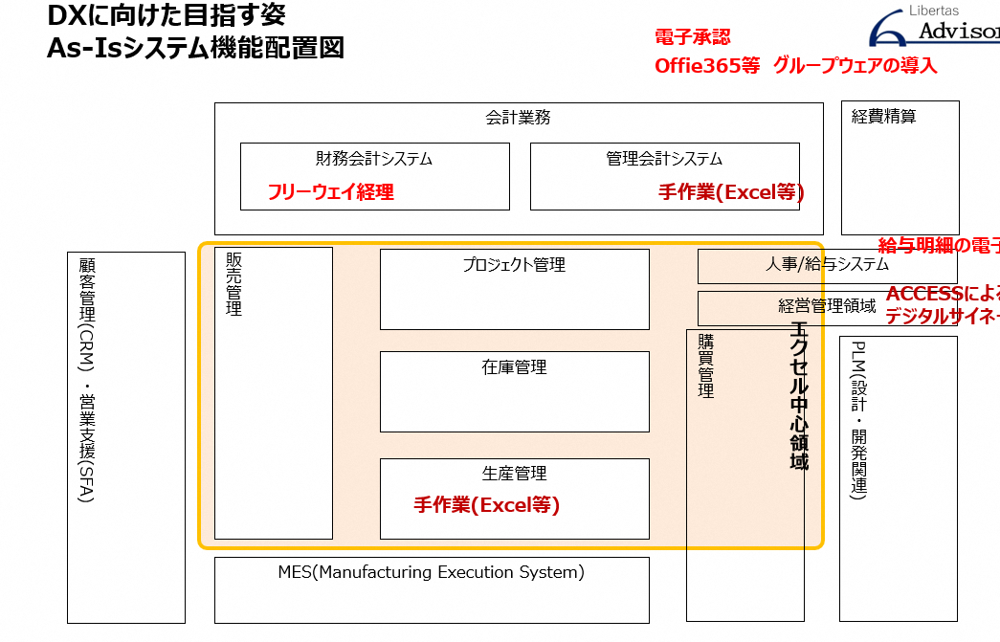 DXに向けた目指す姿
As-Isシステム機能配置図
Libertas
Advisor
電子承認
Offie365等 グループウェアの導入
会計業務
経費精算
財務会計システム
フリーウェイ経理
管理会計システム
手作業(Excel等)
給与明細の電子
販売管理
プロジェクト管理
人事/給与システム
ACCESSによる
デジタルサイネー
経営管理領域
顧客管理(CRM)・営業支援(SFA)
エクセル中心領域
購買管理
PLM(設計・開発関連)
在庫管理
生産管理
手作業(Excel等)
MES(Manufacturing Execution System)